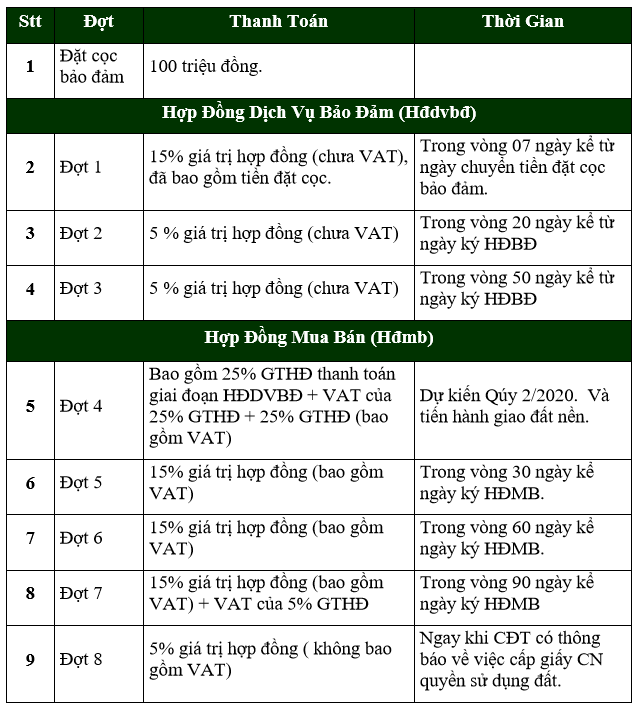 Stt Đợt Thanh Toán Thời Gian
1 Đặt cọc bảo đảm 100 triệu đồng.
Hợp Đồng Dịch Vụ Bảo Đảm (Hđdvbđ)
2 Đợt 1
15% giá trị hợp đồng (chưa VAT),
đã bao gồm tiền đặt cọc.
Trong vòng 07 ngày kể từ
ngày chuyển tiền đặt cọc
bảo đảm.
3 Đợt 2
5 % giá trị hợp đồng (chưa VAT)
Trong vòng 20 ngày kể từ
ngày ký HĐBĐ
4 Đợt 3
5 % giá trị hợp đồng (chưa VAT)
Trong vòng 50 ngày kể từ
ngày ký HĐBĐ
Hợp Đồng Mua Bán (Hđmb)
5 Đợt 4
Bao gồm 25% GTHĐ thanh toán
giai đoạn HĐDVBĐ + VAT của
25% GTHĐ + 25% GTHĐ (bao
gồm VAT)
Dự kiến Qúy 2/2020. Và
tiến hành giao đất nền.
6 Đợt 5
15% giá trị hợp đồng (bao gồm
VAT)
Trong vòng 30 ngày kể
ngày ký HĐMB.
7 Đợt 6
15% giá trị hợp đồng (bao gồm
VAT)
Trong vòng 60 ngày kể
ngày ký HĐMB.
8 Đợt 7
15% giá trị hợp đồng (bao gồm
VAT) + VAT của 5% GTHĐ
Trong vòng 90 ngày kể
ngày ký HĐMB
9 Đợt 8
5% giá trị hợp đồng ( không bao
gồm VAT)
Ngay khi CĐT có thông
báo về việc cấp giấy CN
quyền sử dụng đất.